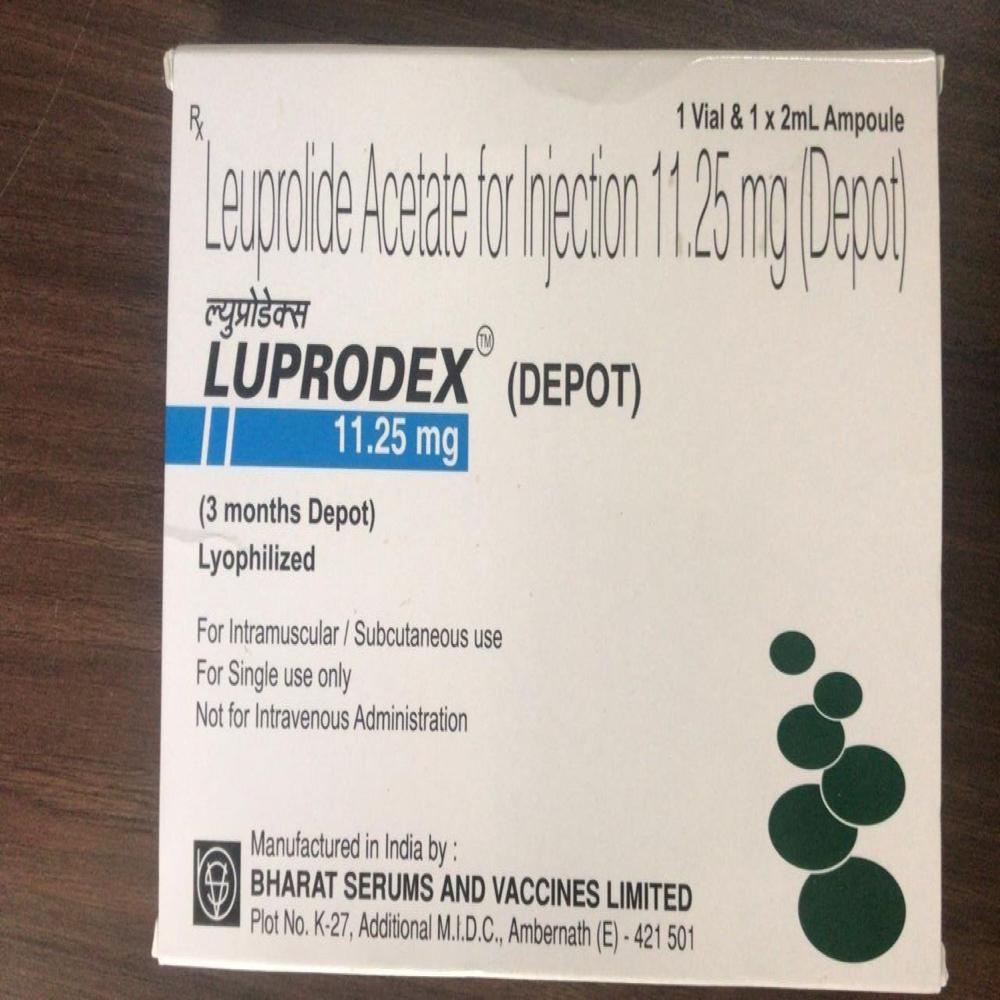 Rx
1 Vial & 1 x 2mL Ampoule
Leuprolide Acetate for Injection 11.25 mg (Depot)
ल्युप्रोडेक्स
LUPRODEX™ (DEPOT)
11.25 mg
(3 months Depot)
Lyophilized
For Intramuscular / Subcutaneous use
For Single use only
Not for Intravenous Administration
Manufactured in India by :
BHARAT SERUMS AND VACCINES LIMITED
Plot No. K-27, Additional M.I.D.C., Ambernath (E) - 421 501